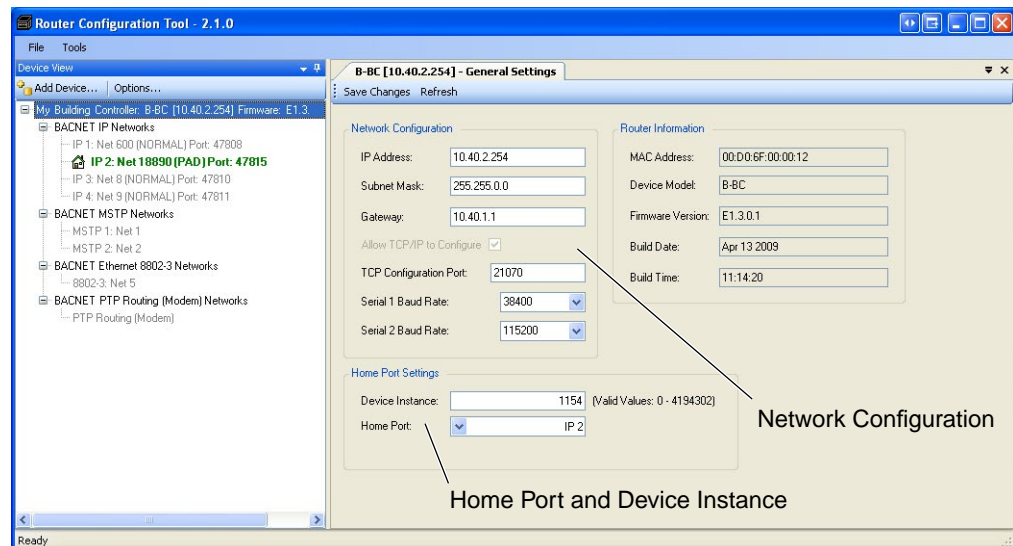 Router Configuration Tool - 2.1.0
File Tools
Device View
Add Device... Options...
My Building Controller: B-BC [10.40.2.254] Firmware: E1.3.
BACNET IP Networks
IP 1: Net 600 (NORMAL) Port: 47808
IP 2: Net 18890 (PAD) Port: 47815
IP 3: Net 8 (NORMAL) Port: 47810
IP 4: Net 9 (NORMAL) Port: 47811
BACNET MSTP Networks
MSTP 1: Net 1
MSTP 2: Net 2
BACNET Ethernet 8802-3 Networks
8802-3: Net 5
BACNET PTP Routing (Modem) Networks
PTP Routing (Modem)
B-BC [10.40.2.254] - General Settings
Save Changes Refresh
Network Configuration
IP Address: 10.40.2.254
Subnet Mask: 255.255.0.0
Gateway: 10.40.1.1
Allow TCP/IP to Configure
TCP Configuration Port: 21070
Serial 1 Baud Rate: 38400
Serial 2 Baud Rate: 115200
Router Information
MAC Address: 00:D0:6F:00:00:12
Device Model: B-BC
Firmware Version: E1.3.0.1
Build Date: Apr 13 2009
Build Time: 11:14:20
Home Port Settings
Device Instance: 1154 (Valid Values: 0 - 4194302)
Home Port: IP 2
Network Configuration
Home Port and Device Instance
Ready